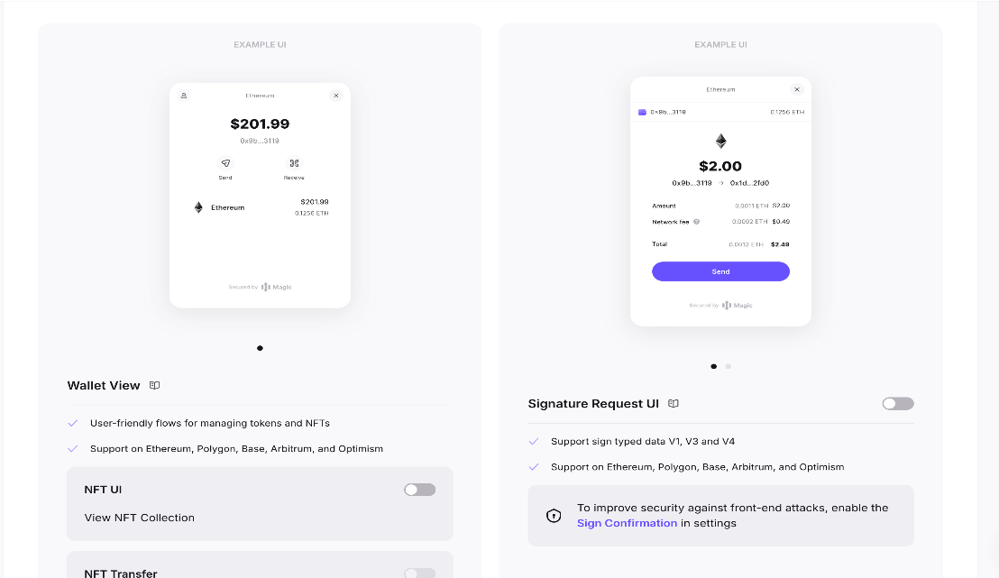 EXAMPLE UI
Ethereum
$201.99
0x9b...3119
Send Receive
Ethereum $201.99
0.1256 ETH
Secured by Magic
Wallet View
User-friendly flows for managing tokens and NFTs
Support on Ethereum, Polygon, Base, Arbitrum, and Optimism
NFT UI
View NFT Collection
NFT Transfer
EXAMPLE UI
Ethereum
0x9b...3119 0.1256 ETH
$2.00
0x9b...3119 → 0x1d...2fd0
Amount 0.0011 ETH $2.00
Network fee 0.0002 ETH $0.49
Total 0.0013 ETH $2.49
Send
Secured by Magic
Signature Request UI
Support sign typed data V1, V3 and V4
Support on Ethereum, Polygon, Base, Arbitrum, and Optimism
To improve security against front-end attacks, enable the
Sign Confirmation in settings